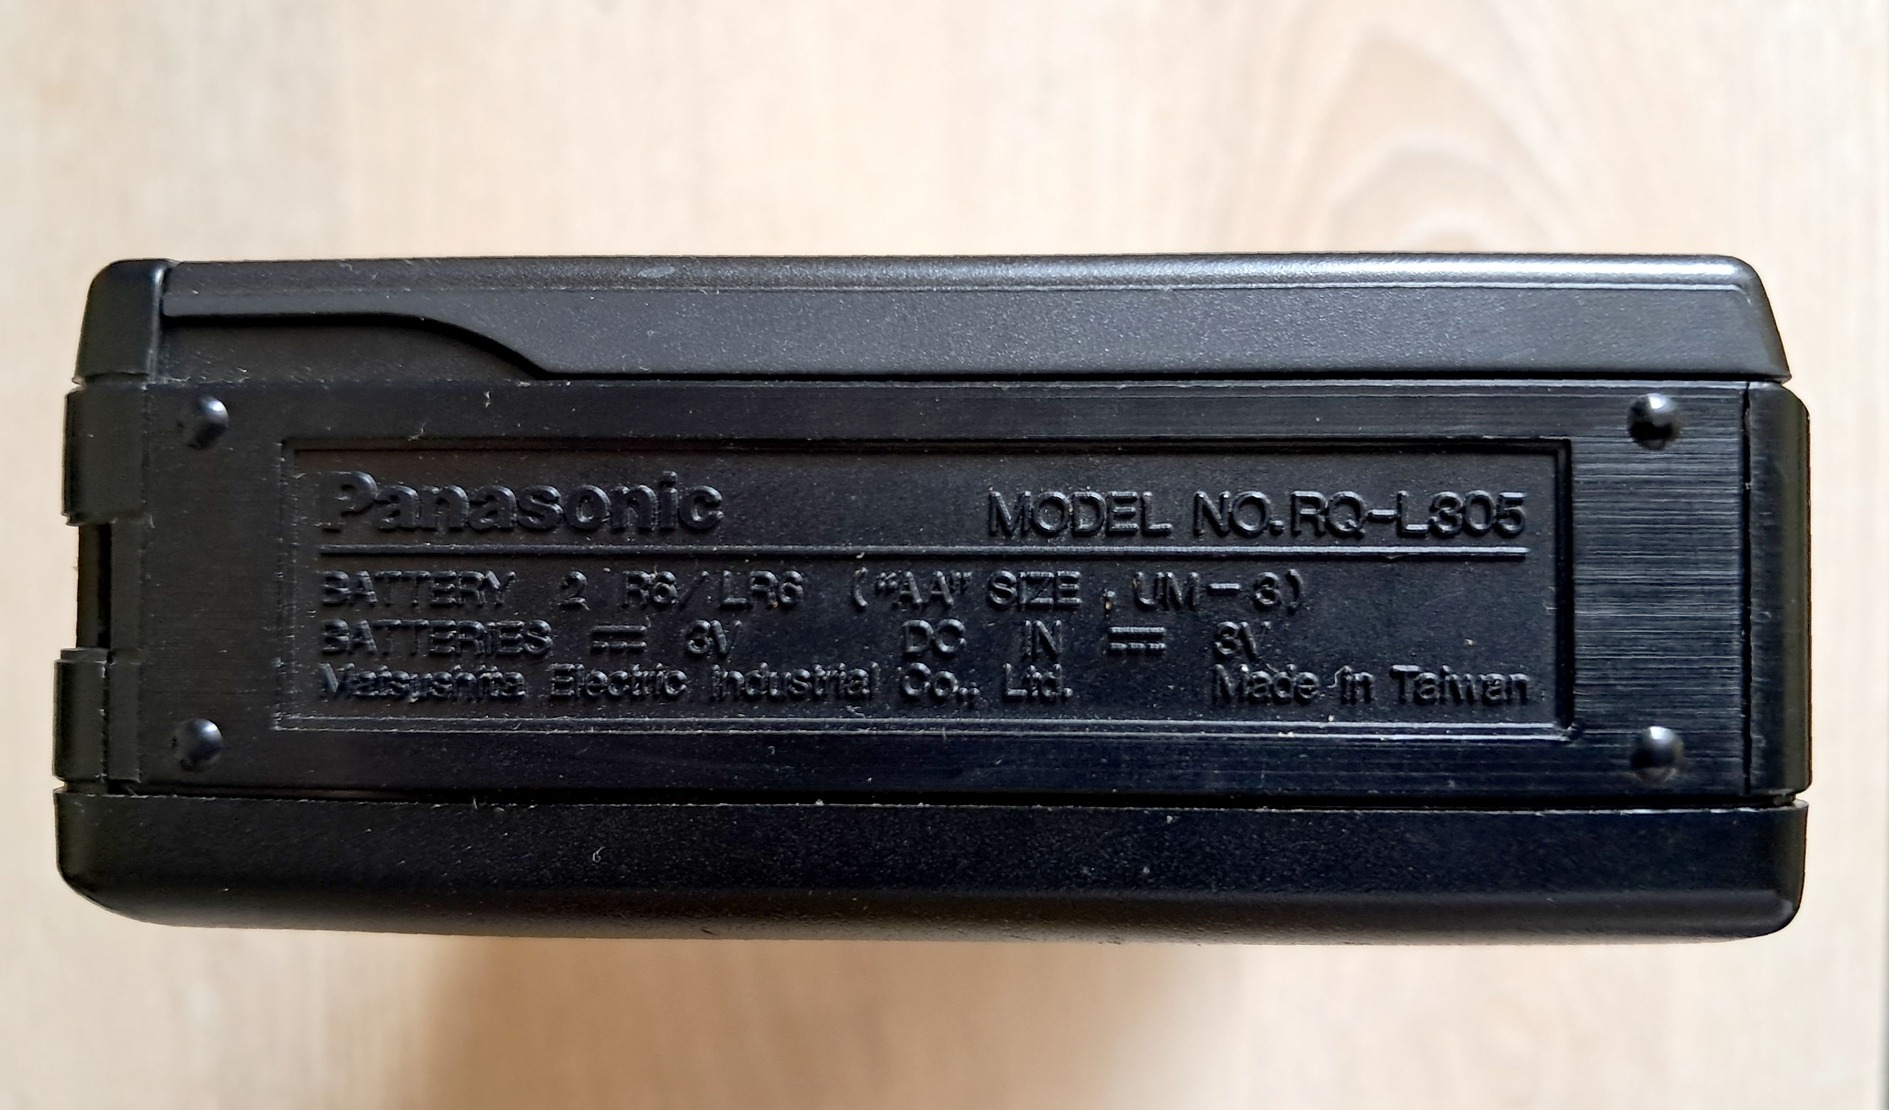 Panasonic MODEL NO.RQ-L305
BATTERY 2 R6/LR6 ("AA" SIZE, UM-3)
BATTERIES ⎓ 3V DC IN ⎓ 3V
Matsushita Electric Industrial Co., Ltd. Made in Taiwan